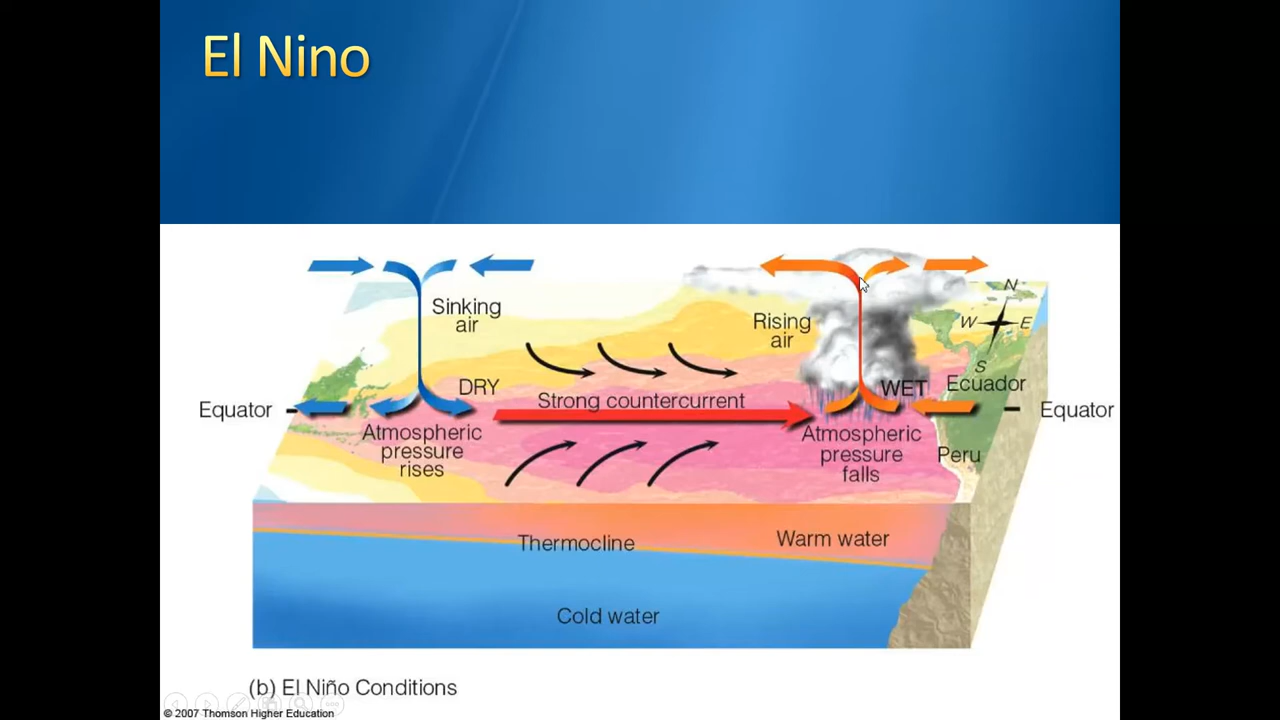 El Nino
N
W E
S
Sinking
air
Rising
air
DRY
WET
Ecuador
Equator
Strong countercurrent
Equator
Atmospheric
pressure
rises
Atmospheric
pressure
falls
Peru
Thermocline
Warm water
Cold water
(b) El Niño Conditions
© 2007 Thomson Higher Education